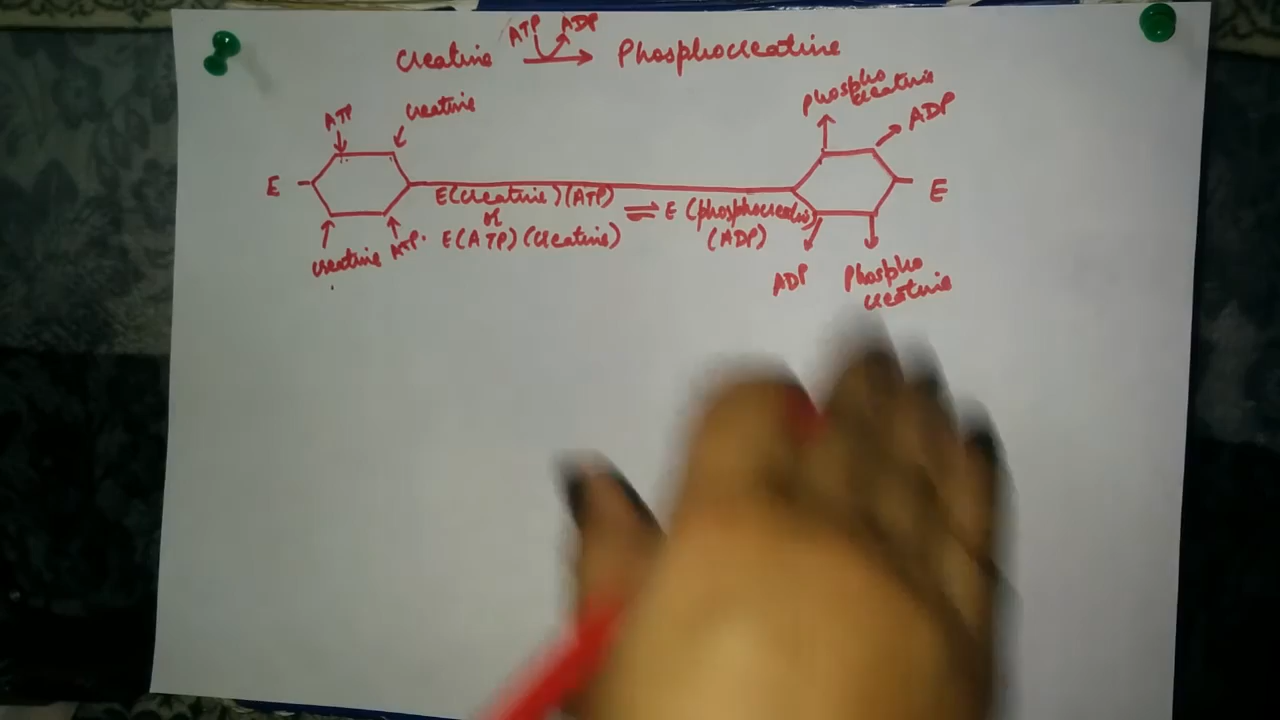 ATP ADP
Creatine → Phosphocreatine
ATP creatine
E
creatine ATP.
E(creatine)(ATP) ⇌ E (phosphocreatine)
or (ADP)
E(ATP)(creatine)
phospho
creatine
ADP
E
ADP Phospho
creatine